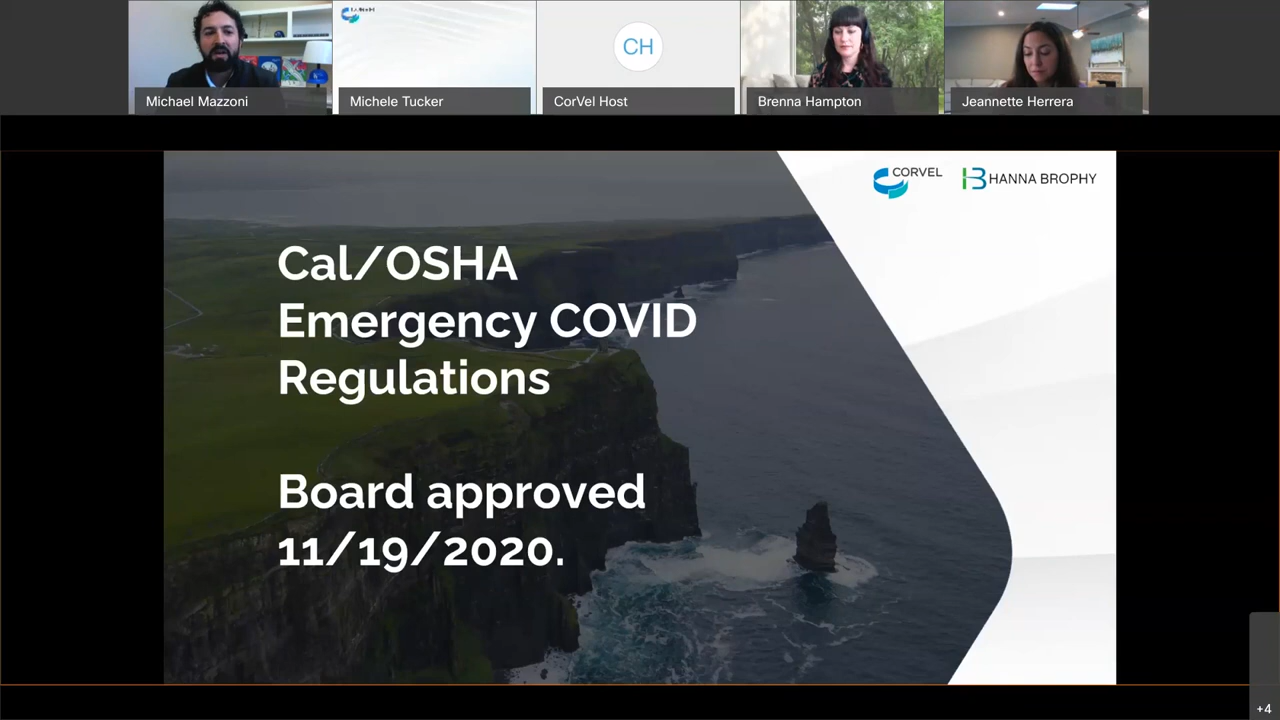 Michael Mazzoni
Michele Tucker
CH
CorVel Host
Brenna Hampton
Jeannette Herrera
CORVEL
HANNA BROPHY
Cal/OSHA
Emergency COVID
Regulations
Board approved
11/19/2020.
+4